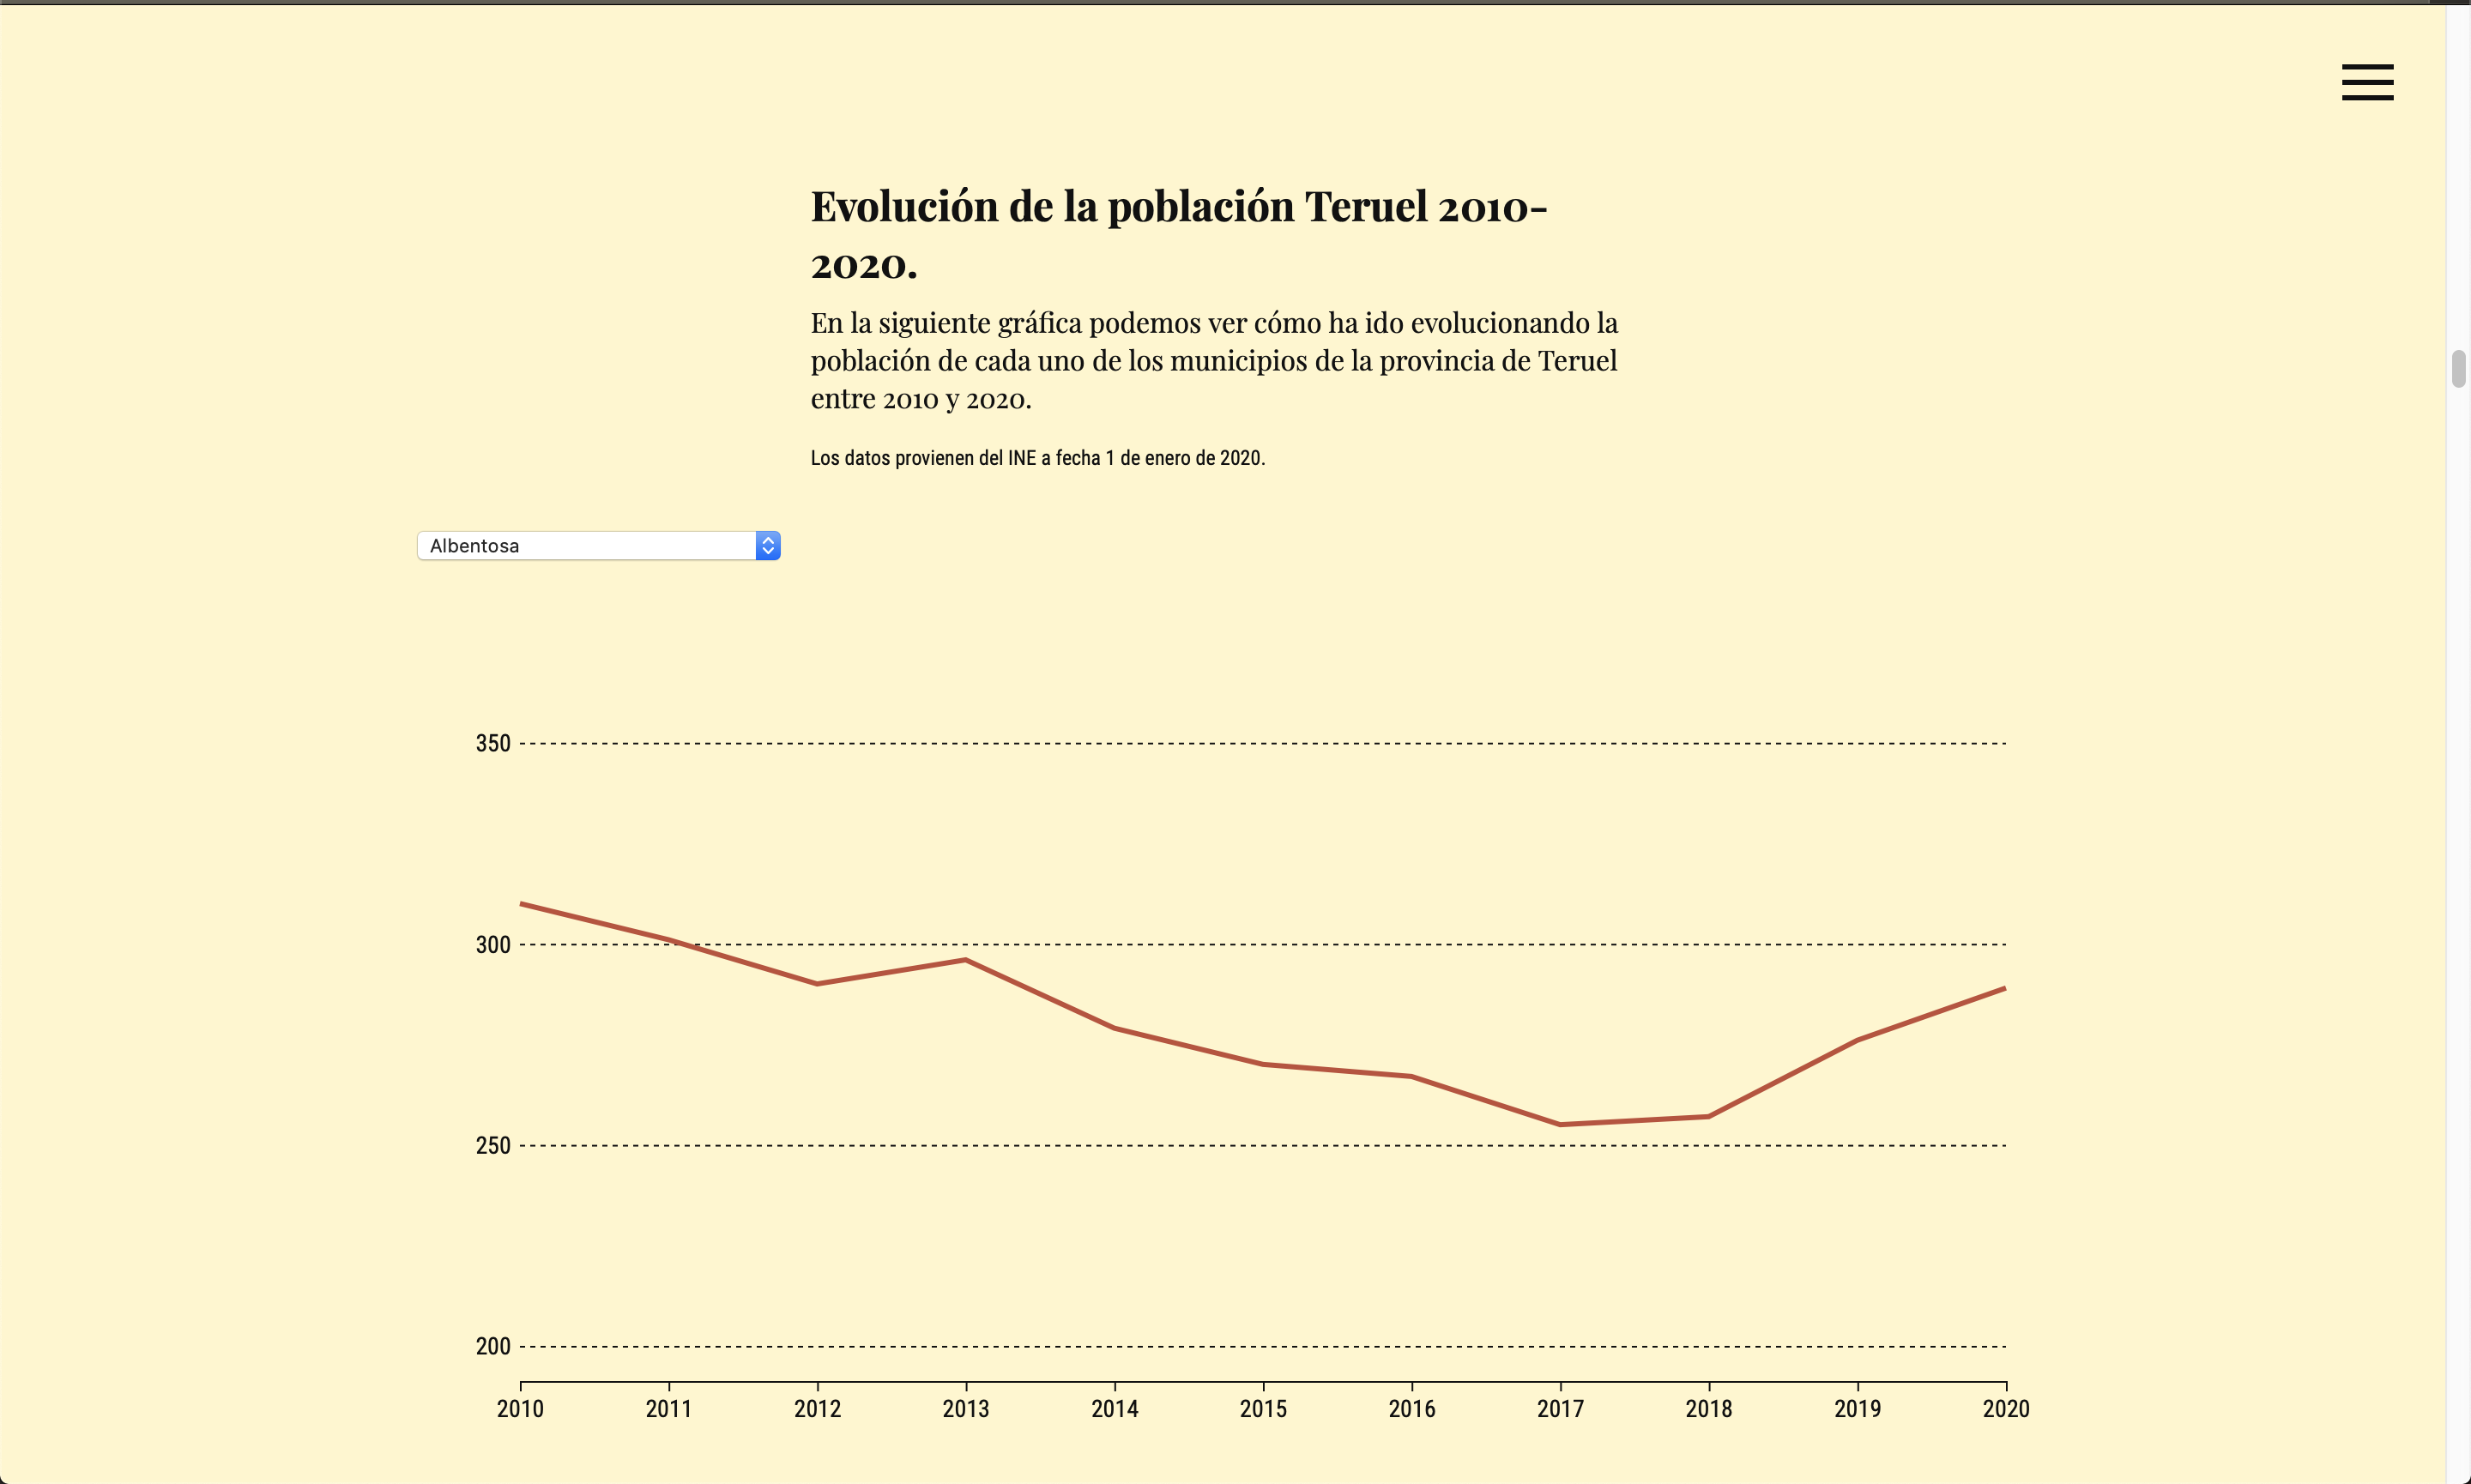 Evolución de la población Teruel 2010-
2020.
En la siguiente gráfica podemos ver cómo ha ido evolucionando la
población de cada uno de los municipios de la provincia de Teruel
entre 2010 y 2020.
Los datos provienen del INE a fecha 1 de enero de 2020.
Albentosa
350
300
250
200
2010 2011 2012 2013 2014 2015 2016 2017 2018 2019 2020